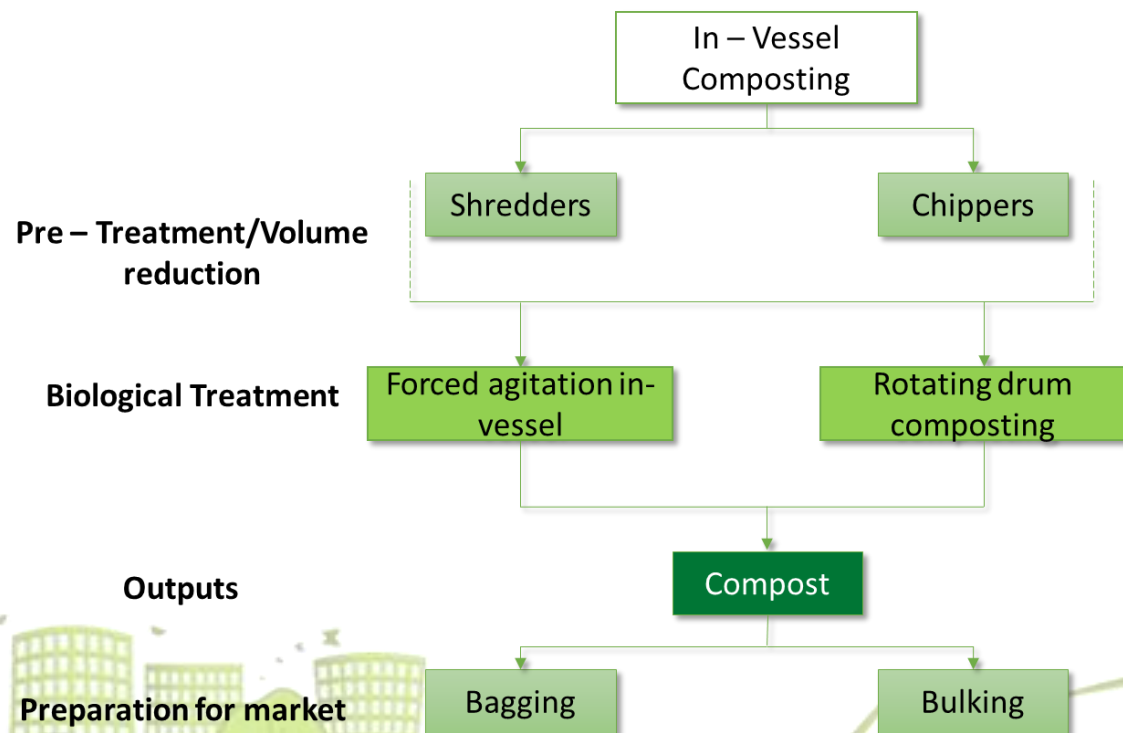 In – Vessel
Composting
Shredders
Chippers
Pre – Treatment/Volume
reduction
Forced agitation in-
vessel
Rotating drum
composting
Biological Treatment
Compost
Outputs
Bagging
Bulking
Preparation for market